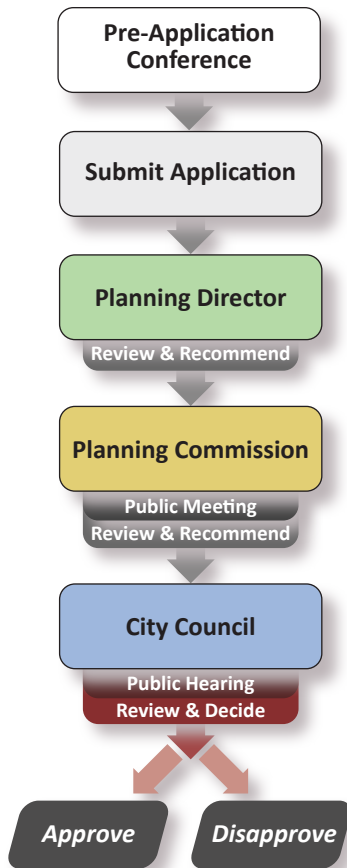 Pre-Application
Conference
Submit Application
Planning Director
Review & Recommend
Planning Commission
Public Meeting
Review & Recommend
City Council
Public Hearing
Review & Decide
Approve
Disapprove